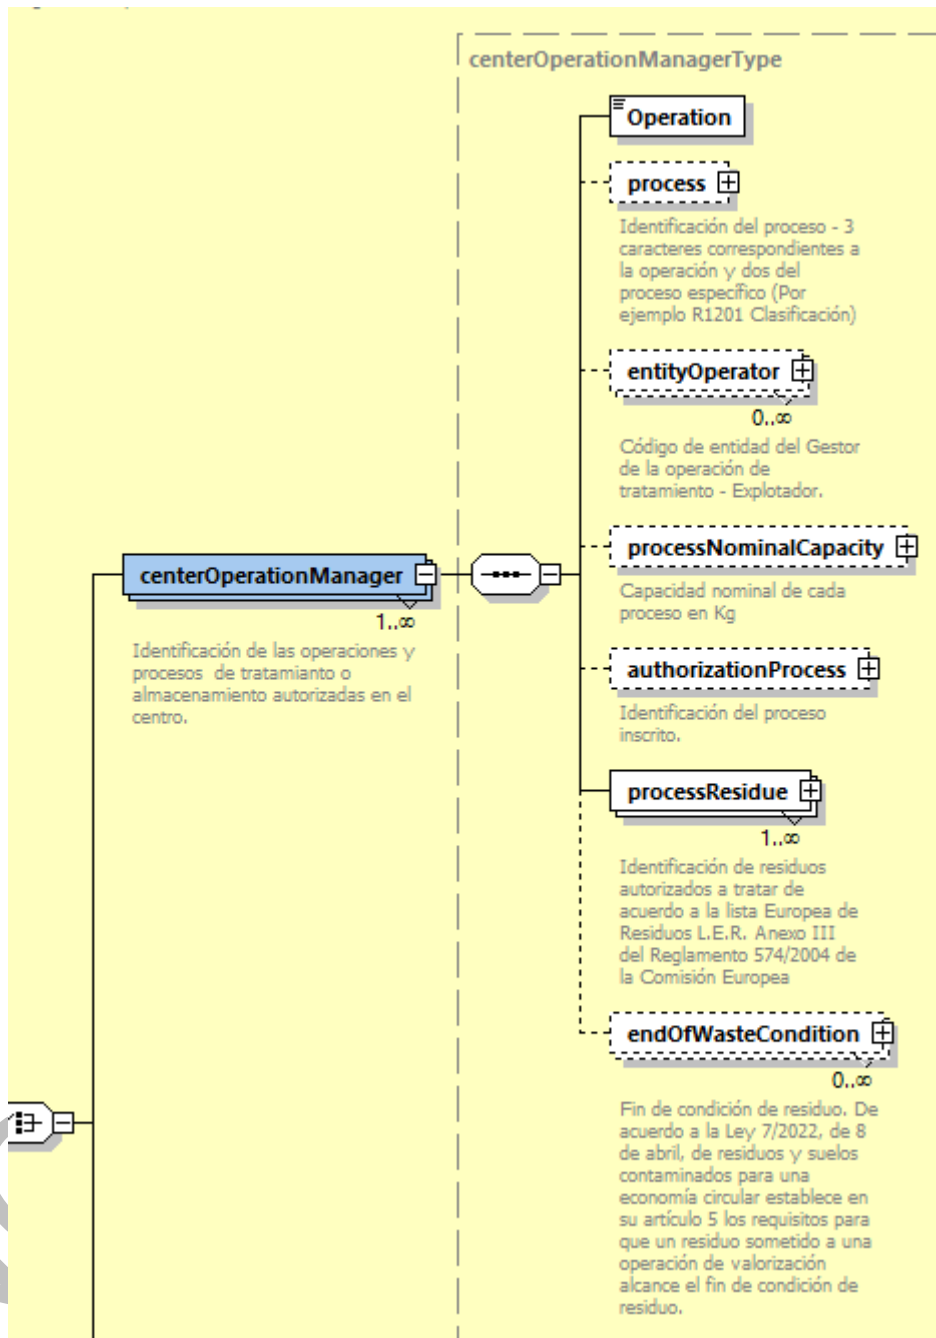 centerOperationManagerType
Operation
process
Identificación del proceso - 3
caracteres correspondientes a
la operación y dos del
proceso específico (Por
ejemplo R1201 Clasificación)
entityOperator
0..∞
Código de entidad del Gestor
de la operación de
tratamiento - Explotador.
processNominalCapacity
Capacidad nominal de cada
proceso en Kg
centerOperationManager
1..∞
Identificación de las operaciones y
procesos de tratamianto o
almacenamiento autorizadas en el
centro.
authorizationProcess
Identificación del proceso
inscrito.
processResidue
1..∞
Identificación de residuos
autorizados a tratar de
acuerdo a la lista Europea de
Residuos L.E.R. Anexo III
del Reglamento 574/2004 de
la Comisión Europea
endOfWasteCondition
0..∞
Fin de condición de residuo. De
acuerdo a la Ley 7/2022, de 8
de abril, de residuos y suelos
contaminados para una
economía circular establece en
su artículo 5 los requisitos para
que un residuo sometido a una
operación de valorización
alcance el fin de condición de
residuo.